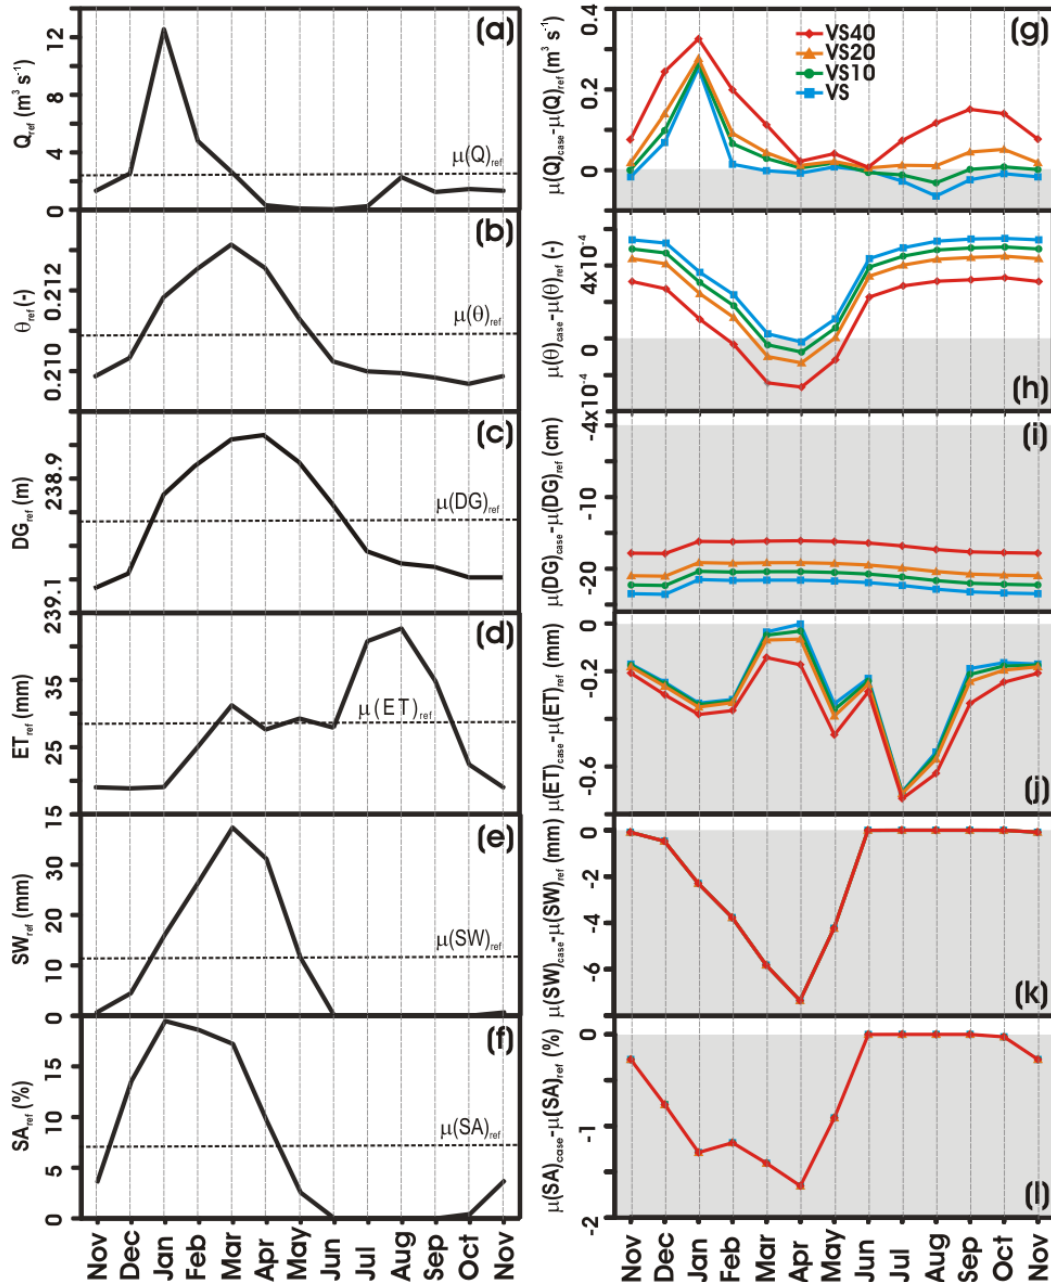 (a)
12
8
4
0
Q_ref (m³ s⁻¹)
μ(Q)_ref
(b)
0.212
0.210
θ_ref (-)
μ(θ)_ref
(c)
238.9
239.1
DG_ref (m)
μ(DG)_ref
(d)
35
25
15
ET_ref (mm)
μ(ET)_ref
(e)
30
20
10
0
SW_ref (mm)
μ(SW)_ref
(f)
15
10
5
0
SA_ref (%)
μ(SA)_ref
Nov Dec Jan Feb Mar Apr May Jun Jul Aug Sep Oct Nov
(g)
VS40
VS20
VS10
VS
0.4
0.2
0
μ(Q)_case-μ(Q)_ref (m³ s⁻¹)
(h)
4x10⁻⁴
0
-4x10⁻⁴
μ(θ)_case-μ(θ)_ref (-)
(i)
-10
-20
μ(DG)_case-μ(DG)_ref (cm)
(j)
0
-0.2
-0.6
μ(ET)_case-μ(ET)_ref (mm)
(k)
0
-2
-4
-6
μ(SW)_case-μ(SW)_ref (mm)
(l)
0
-1
-2
μ(SA)_case-μ(SA)_ref (%)
Nov Dec Jan Feb Mar Apr May Jun Jul Aug Sep Oct Nov